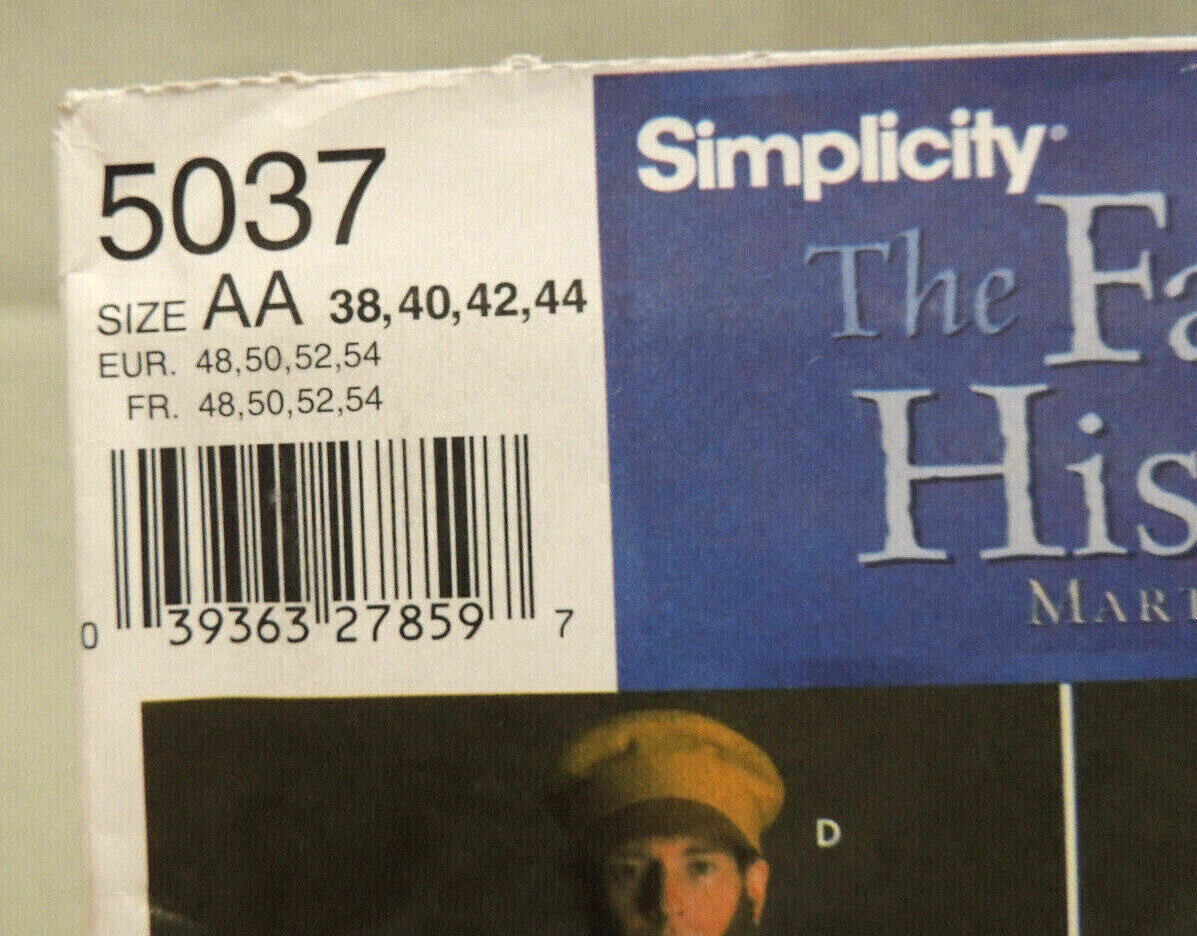 5037
SIZE AA 38,40,42,44
EUR. 48,50,52,54
FR. 48,50,52,54
0 39363 27859 7
Simplicity®
The Fa
His
MART
D